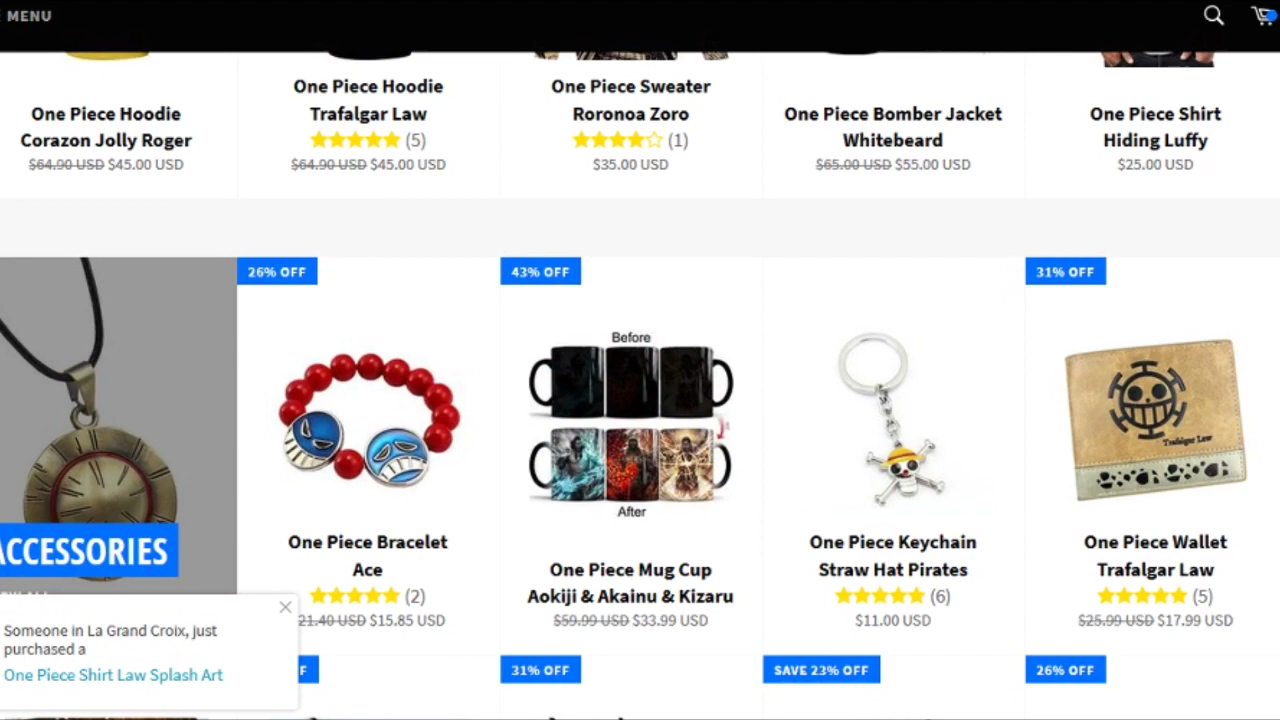 MENU
One Piece Hoodie
Corazon Jolly Roger
$64.90 USD $45.00 USD
One Piece Hoodie
Trafalgar Law
(5)
$64.90 USD $45.00 USD
One Piece Sweater
Roronoa Zoro
(1)
$35.00 USD
One Piece Bomber Jacket
Whitebeard
$65.00 USD $55.00 USD
One Piece Shirt
Hiding Luffy
$25.00 USD
ACCESSORIES
26% OFF
One Piece Bracelet
Ace
(2)
21.40 USD $15.85 USD
43% OFF
Before
After
One Piece Mug Cup
Aokiji & Akainu & Kizaru
$59.99 USD $33.99 USD
One Piece Keychain
Straw Hat Pirates
(6)
$11.00 USD
31% OFF
Trafalgar Law
One Piece Wallet
Trafalgar Law
(5)
$25.99 USD $17.99 USD
Someone in La Grand Croix, just
purchased a
One Piece Shirt Law Splash Art
31% OFF
SAVE 23% OFF
26% OFF